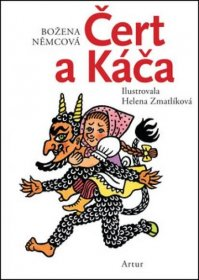 BOŽENA
NĚMCOVÁ
Čert
a Káča
Ilustrovala
Helena Zmatlíková
Artur